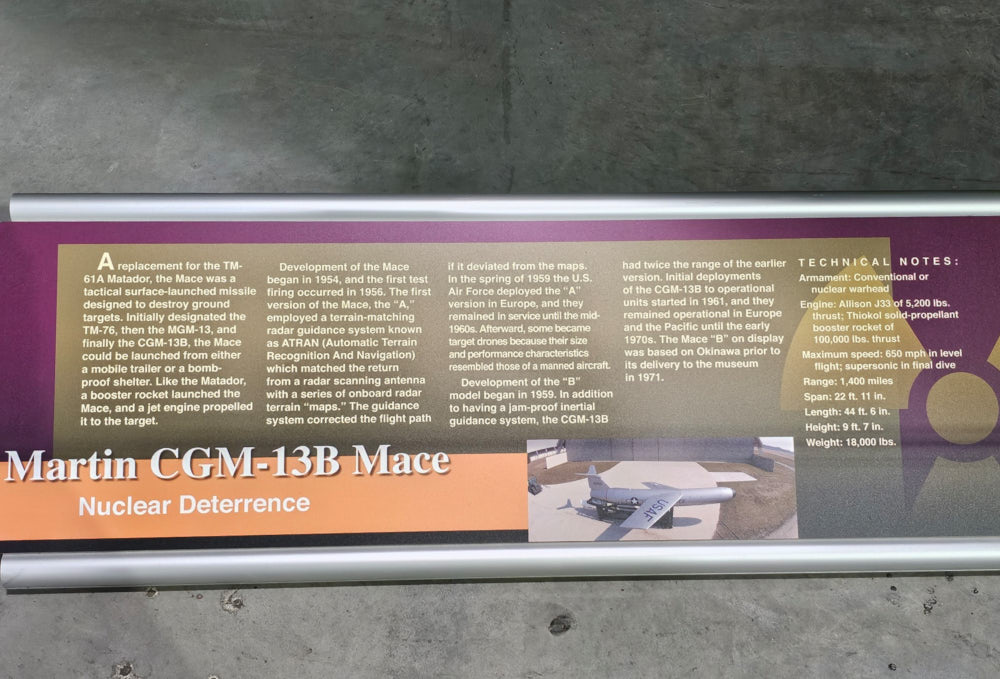 A replacement for the TM-
61A Matador, the Mace was a
tactical surface-launched missile
designed to destroy ground
targets. Initially designated the
TM-76, then the MGM-13, and
finally the CGM-13B, the Mace
could be launched from either
a mobile trailer or a bomb-
proof shelter. Like the Matador,
a booster rocket launched the
Mace, and a jet engine propelled
it to the target.
Development of the Mace
began in 1954, and the first test
firing occurred in 1956. The first
version of the Mace, the “A,”
employed a terrain-matching
radar guidance system known
as ATRAN (Automatic Terrain
Recognition And Navigation)
which matched the return
from a radar scanning antenna
with a series of onboard radar
terrain “maps.” The guidance
system corrected the flight path
if it deviated from the maps.
In the spring of 1959 the U.S.
Air Force deployed the “A”
version in Europe, and they
remained in service until the mid-
1960s. Afterward, some became
target drones because their size
and performance characteristics
resembled those of a manned aircraft.
Development of the “B”
model began in 1959. In addition
to having a jam-proof inertial
guidance system, the CGM-13B
had twice the range of the earlier
version. Initial deployments
of the CGM-13B to operational
units started in 1961, and they
remained operational in Europe
and the Pacific until the early
1970s. The Mace “B” on display
was based on Okinawa prior to
its delivery to the museum
in 1971.
TECHNICAL NOTES:
Armament: Conventional or
nuclear warhead
Engine: Allison J33 of 5,200 lbs.
thrust; Thiokol solid-propellant
booster rocket of
100,000 lbs. thrust
Maximum speed: 650 mph in level
flight; supersonic in final dive
Range: 1,400 miles
Span: 22 ft. 11 in.
Length: 44 ft. 6 in.
Height: 9 ft. 7 in.
Weight: 18,000 lbs.
Martin CGM-13B Mace
Nuclear Deterrence
USAF